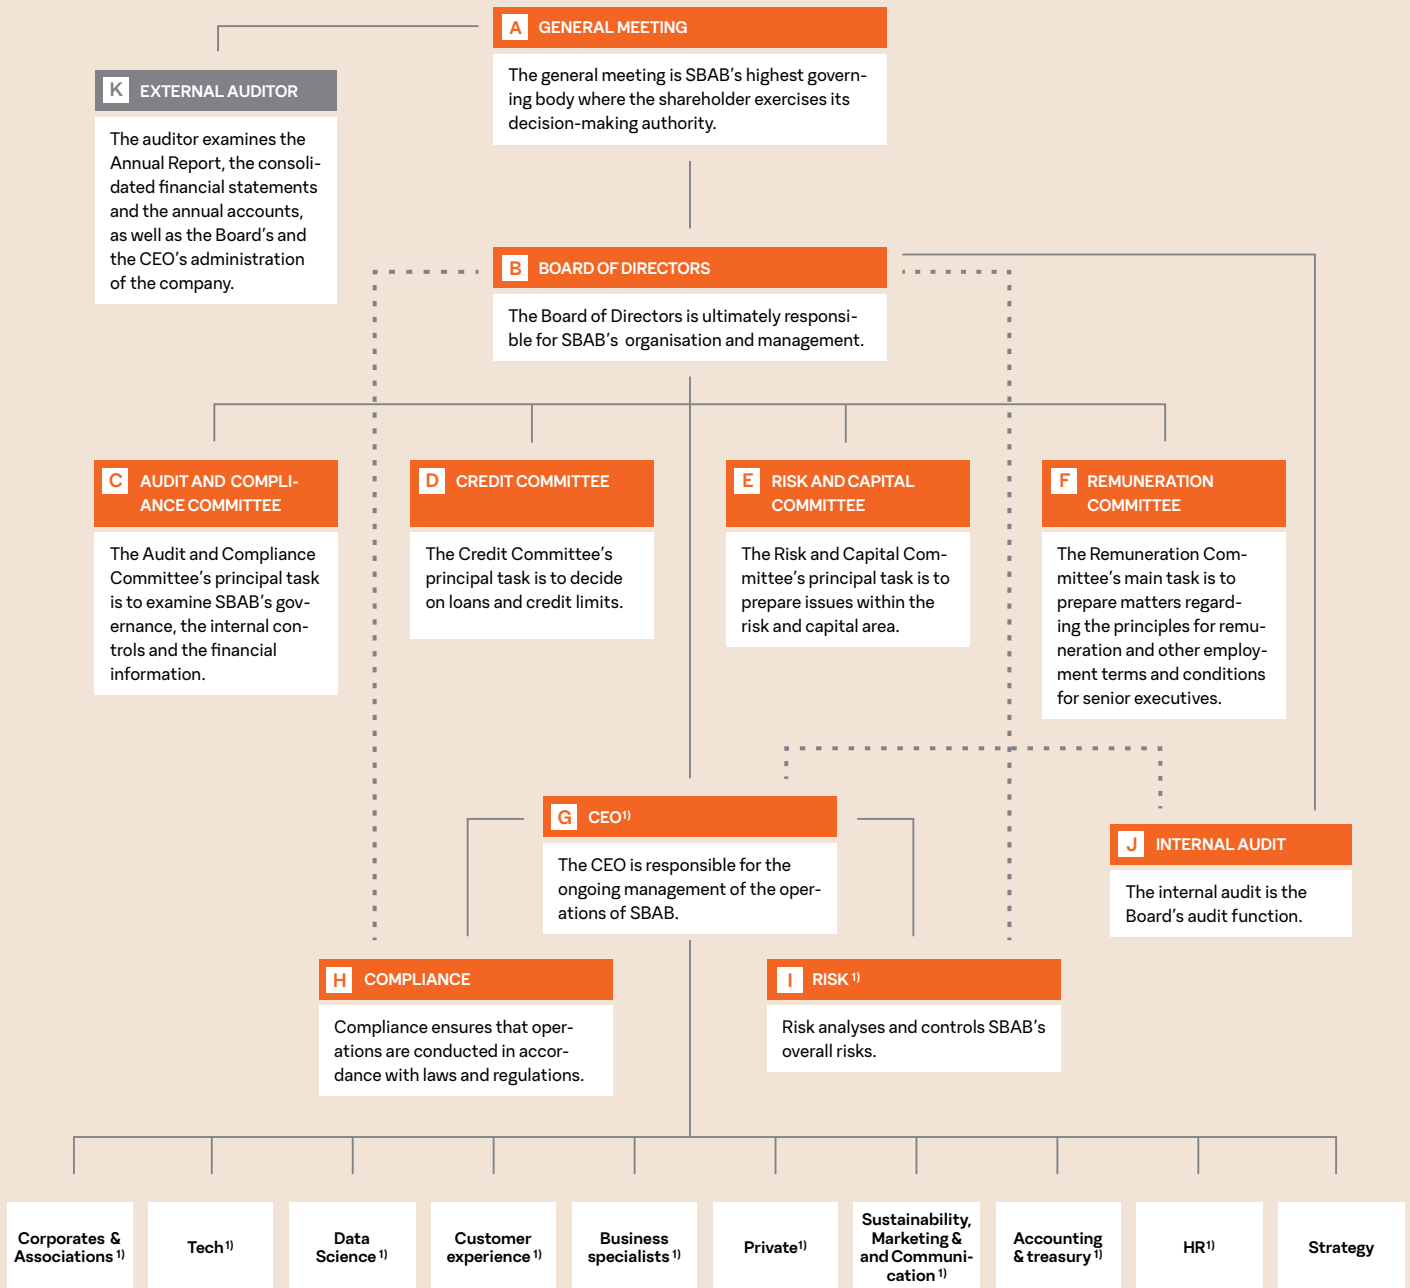 A GENERAL MEETING
The general meeting is SBAB's highest govern-
ing body where the shareholder exercises its
decision-making authority.
K EXTERNAL AUDITOR
The auditor examines the
Annual Report, the consoli-
dated financial statements
and the annual accounts,
as well as the Board's and
the CEO's administration
of the company.
B BOARD OF DIRECTORS
The Board of Directors is ultimately responsi-
ble for SBAB's organisation and management.
C AUDIT AND COMPLI-
ANCE COMMITTEE
The Audit and Compliance
Committee's principal task
is to examine SBAB's gov-
ernance, the internal con-
trols and the financial
information.
D CREDIT COMMITTEE
The Credit Committee's
principal task is to decide
on loans and credit limits.
E RISK AND CAPITAL
COMMITTEE
The Risk and Capital Com-
mittee's principal task is to
prepare issues within the
risk and capital area.
F REMUNERATION
COMMITTEE
The Remuneration Com-
mittee's main task is to
prepare matters regard-
ing the principles for remu-
neration and other employ-
ment terms and conditions
for senior executives.
G CEO1)
The CEO is responsible for the
ongoing management of the oper-
ations of SBAB.
J INTERNAL AUDIT
The internal audit is the
Board's audit function.
H COMPLIANCE
Compliance ensures that oper-
ations are conducted in accor-
dance with laws and regulations.
I RISK 1)
Risk analyses and controls SBAB's
overall risks.
Corporates &
Associations 1)
Tech 1)
Data
Science 1)
Customer
experience 1)
Business
specialists 1)
Private1)
Sustainability,
Marketing &
and Communi-
cation 1)
Accounting
& treasury 1)
HR1)
Strategy